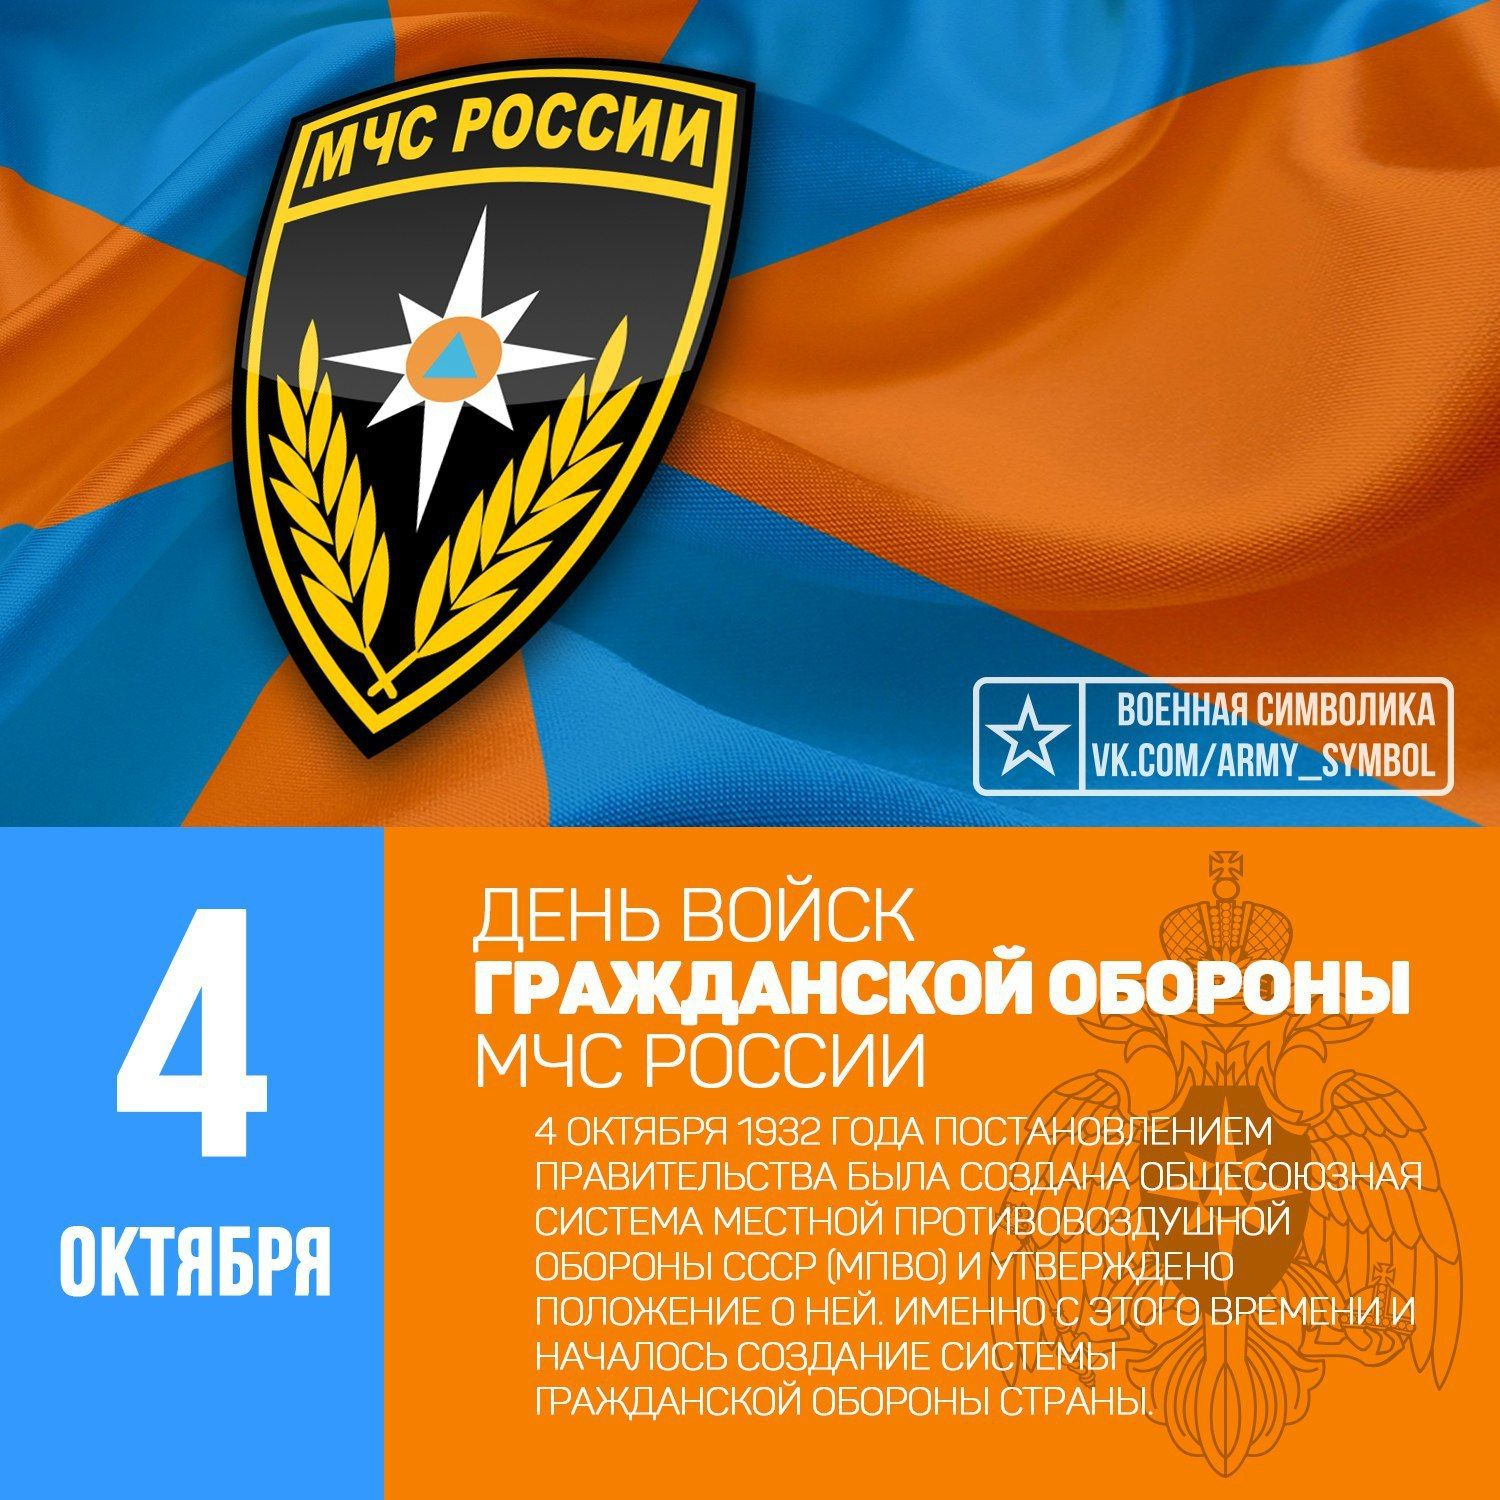 МЧС РОССИИ
ВОЕННАЯ СИМВОЛИКА
VK.COM/ARMY_SYMBOL
4
ОКТЯБРЯ
ДЕНЬ ВОЙСК
ГРАЖДАНСКОЙ ОБОРОНЫ
МЧС РОССИИ
4 ОКТЯБРЯ 1932 ГОДА ПОСТАНОВЛЕНИЕМ
ПРАВИТЕЛЬСТВА БЫЛА СОЗДАНА ОБЩЕСОЮЗНАЯ
СИСТЕМА МЕСТНОЙ ПРОТИВОВОЗДУШНОЙ
ОБОРОНЫ СССР (МПВО) И УТВЕРЖДЕНО
ПОЛОЖЕНИЕ О НЕЙ. ИМЕННО С ЭТОГО ВРЕМЕНИ И
НАЧАЛОСЬ СОЗДАНИЕ СИСТЕМЫ
ГРАЖДАНСКОЙ ОБОРОНЫ СТРАНЫ.